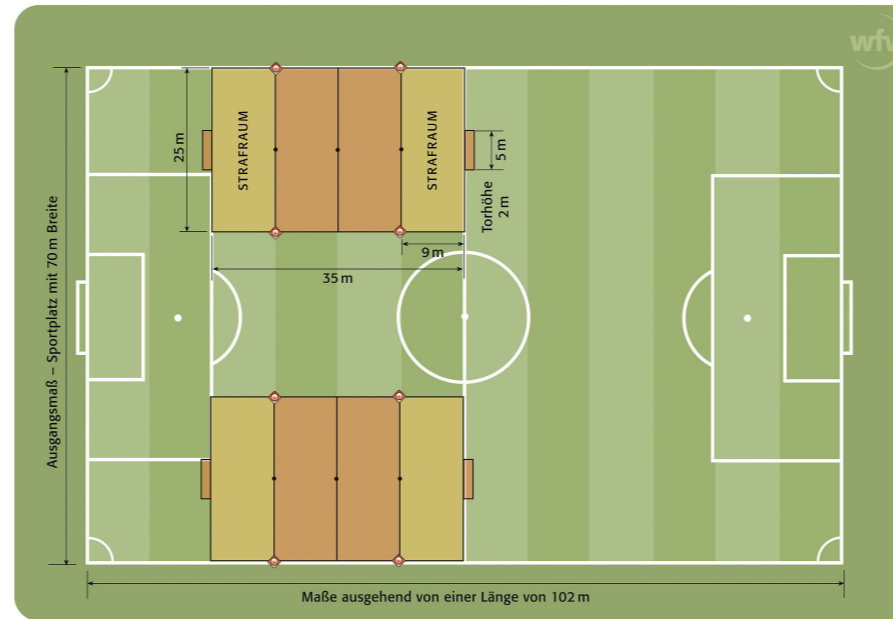 wfv
25 m
STRAFRAUM
STRAFRAUM
5 m
Torhöhe
2 m
9 m
35 m
Ausgangsmaß – Sportplatz mit 70 m Breite
Maße ausgehend von einer Länge von 102 m